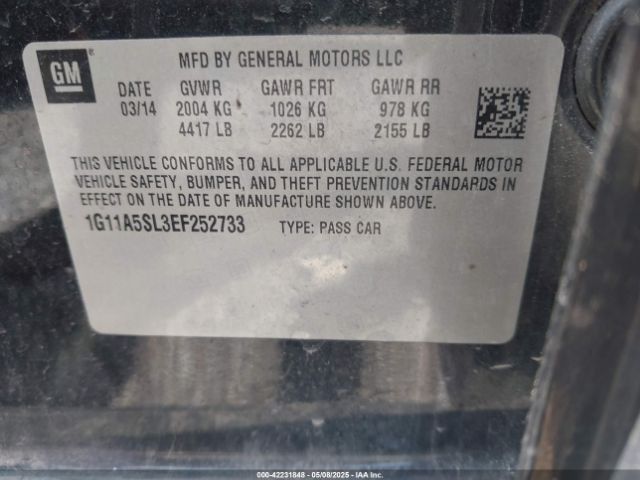 GM
®
MFD BY GENERAL MOTORS LLC
DATE GVWR GAWR FRT GAWR RR
03/14 2004 KG 1026 KG 978 KG
4417 LB 2262 LB 2155 LB
THIS VEHICLE CONFORMS TO ALL APPLICABLE U.S. FEDERAL MOTOR
VEHICLE SAFETY, BUMPER, AND THEFT PREVENTION STANDARDS IN
EFFECT ON THE DATE OF MANUFACTURE SHOWN ABOVE.
1G11A5SL3EF252733 TYPE: PASS CAR
000-42231848 05/08/2025 IAA Inc.